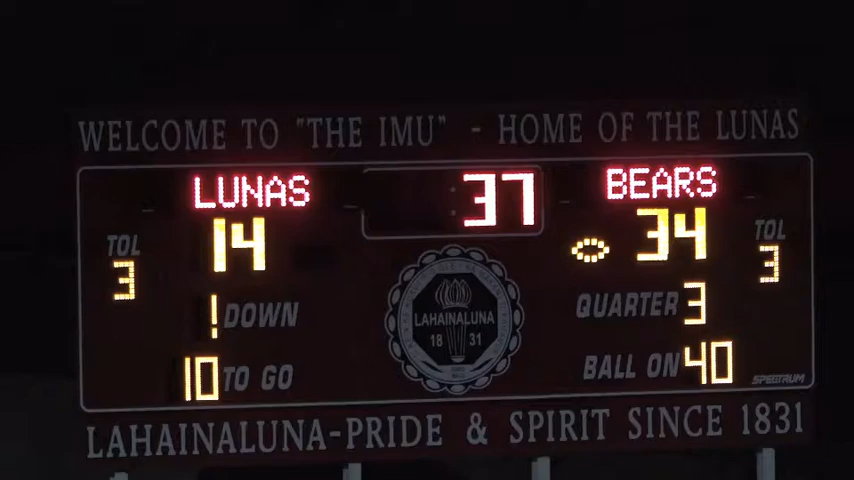 WELCOME TO "THE IMU" - HOME OF THE LUNAS
LUNAS :37 BEARS
14 34
TOL TOL
3 3
1 DOWN QUARTER 3
LAHAINALUNA
18 31
10 TO GO BALL ON 40
SPECTRUM
LAHAINALUNA-PRIDE & SPIRIT SINCE 1831